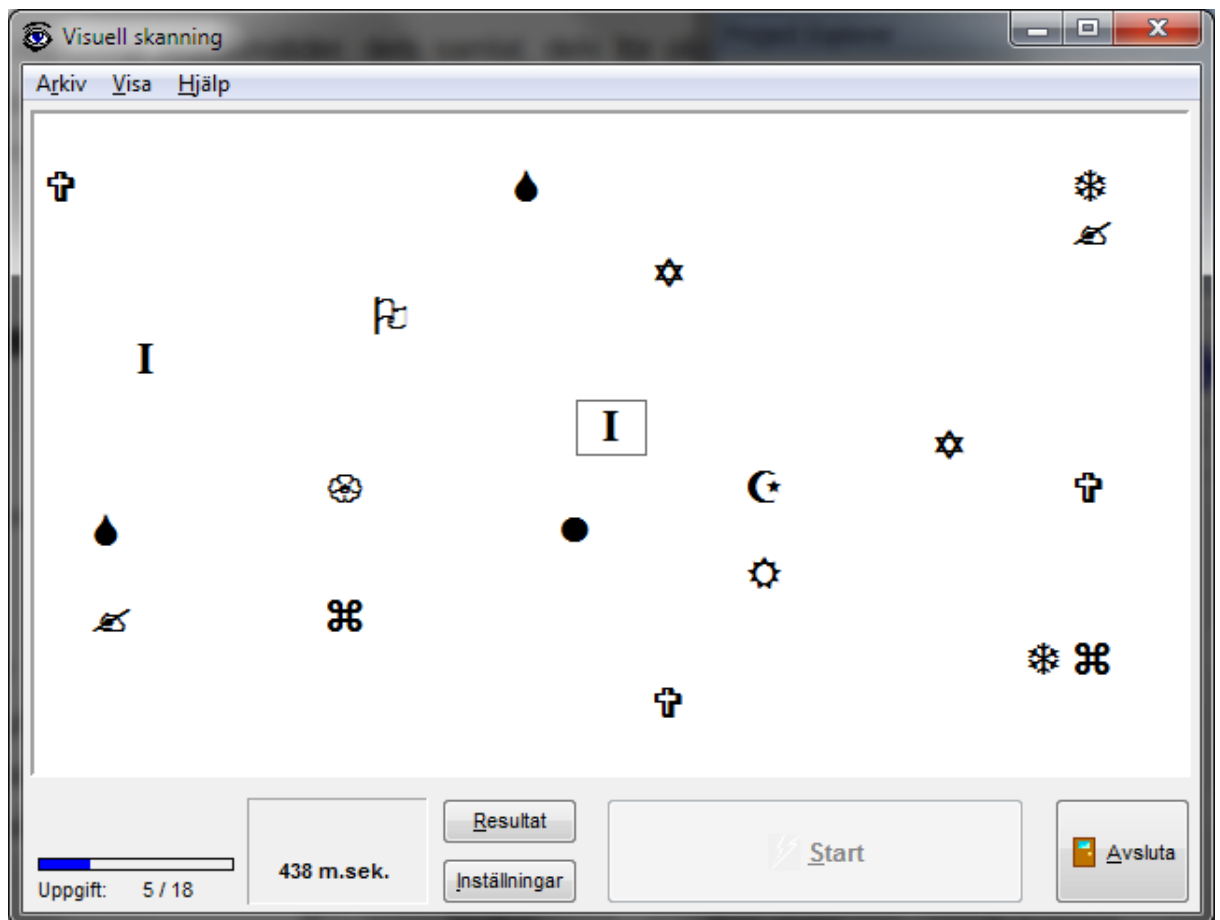 Visuell skanning
Arkiv Visa Hjälp
I
I
Resultat
Start
Avsluta
438 m.sek.
Inställningar
Uppgift: 5 / 18